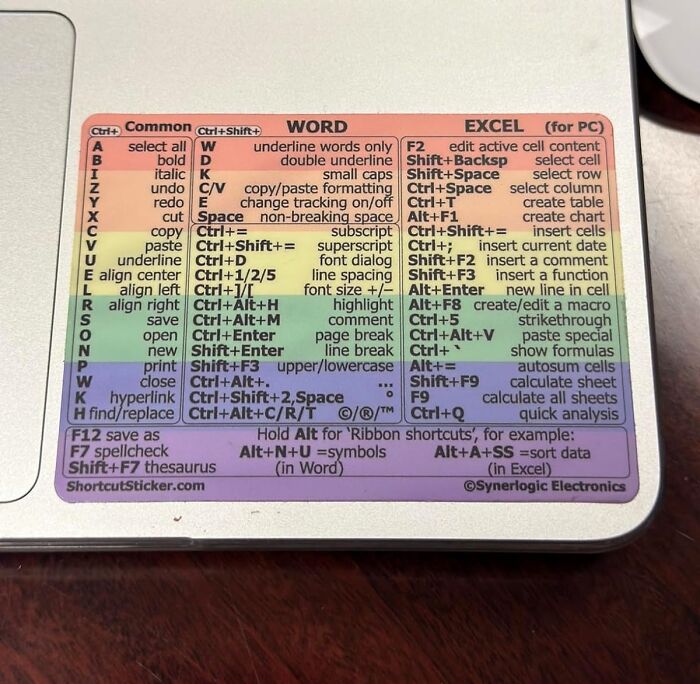 Ctrl+ Common
A select all
B bold
I italic
Z undo
Y redo
X cut
C copy
V paste
U underline
E align center
L align left
R align right
S save
O open
N new
P print
W close
K hyperlink
H find/replace
Ctrl+Shift+ WORD
W underline words only
D double underline
K small caps
C/V copy/paste formatting
E change tracking on/off
Space non-breaking space
Ctrl+= subscript
Ctrl+Shift+= superscript
Ctrl+D font dialog
Ctrl+1/2/5 line spacing
Ctrl+]/[ font size +/−
Ctrl+Alt+H highlight
Ctrl+Alt+M comment
Ctrl+Enter page break
Shift+Enter line break
Shift+F3 upper/lowercase
Ctrl+Alt+. ...
Ctrl+Shift+2,Space °
Ctrl+Alt+C/R/T ©/®/™
EXCEL (for PC)
F2 edit active cell content
Shift+Backsp select cell
Shift+Space select row
Ctrl+Space select column
Ctrl+T create table
Alt+F1 create chart
Ctrl+Shift+= insert cells
Ctrl+; insert current date
Shift+F2 insert a comment
Shift+F3 insert a function
Alt+Enter new line in cell
Alt+F8 create/edit a macro
Ctrl+5 strikethrough
Ctrl+Alt+V paste special
Ctrl+` show formulas
Alt+= autosum cells
Shift+F9 calculate sheet
F9 calculate all sheets
Ctrl+Q quick analysis
F12 save as
F7 spellcheck
Shift+F7 thesaurus
Hold Alt for 'Ribbon shortcuts', for example:
Alt+N+U =symbols
(in Word)
Alt+A+SS =sort data
(in Excel)
ShortcutSticker.com
©Synerlogic Electronics